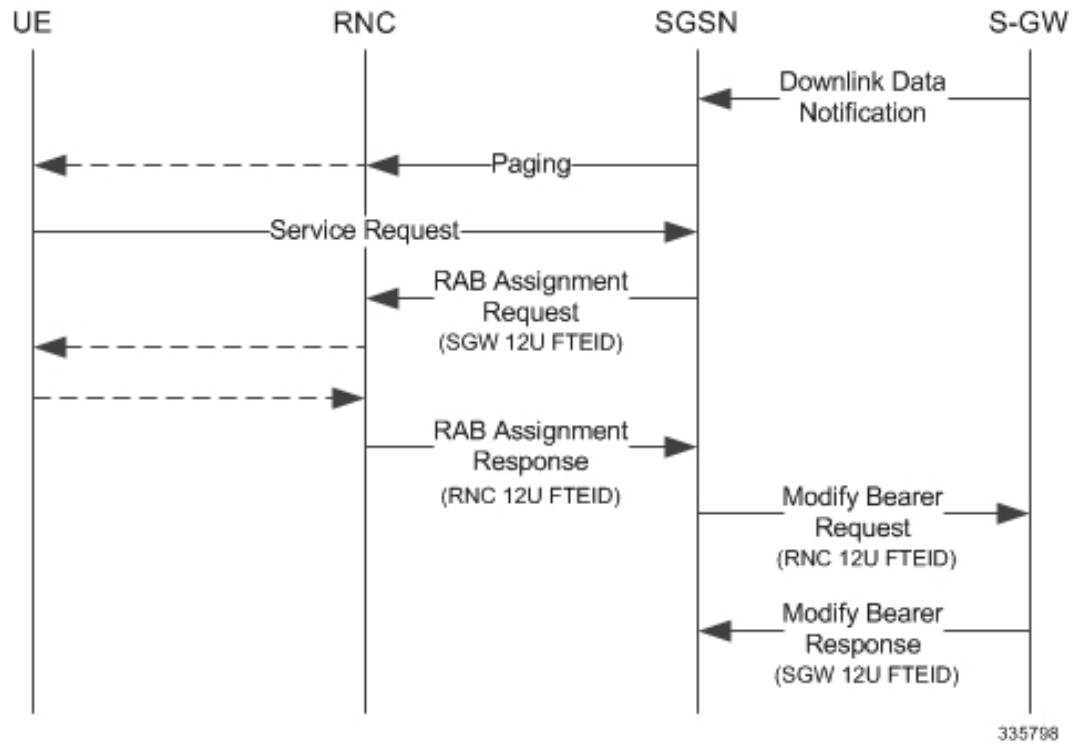 UE RNC SGSN S-GW
Downlink Data
Notification
Paging
Service Request
RAB Assignment
Request
(SGW 12U FTEID)
RAB Assignment
Response
(RNC 12U FTEID)
Modify Bearer
Request
(RNC 12U FTEID)
Modify Bearer
Response
(SGW 12U FTEID)
335798